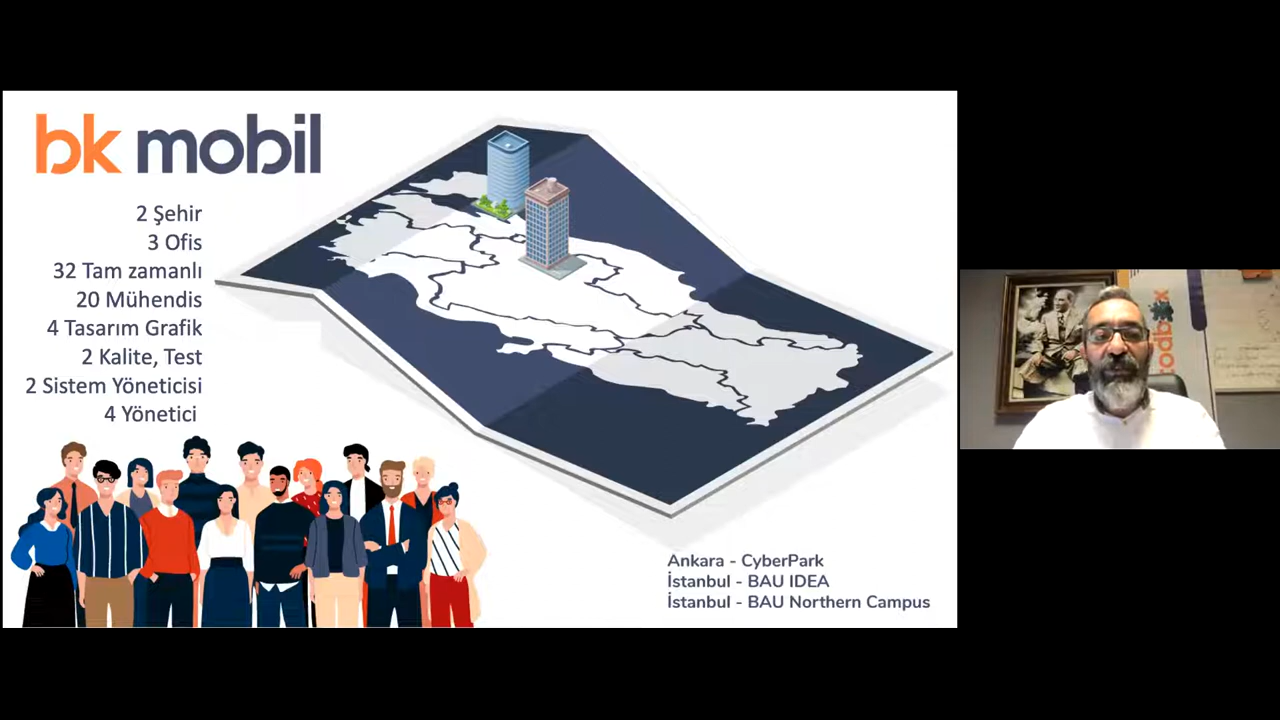 bk mobil
2 Şehir
3 Ofis
32 Tam zamanlı
20 Mühendis
4 Tasarım Grafik
2 Kalite, Test
2 Sistem Yöneticisi
4 Yönetici
Ankara - CyberPark
İstanbul - BAU IDEA
İstanbul - BAU Northern Campus